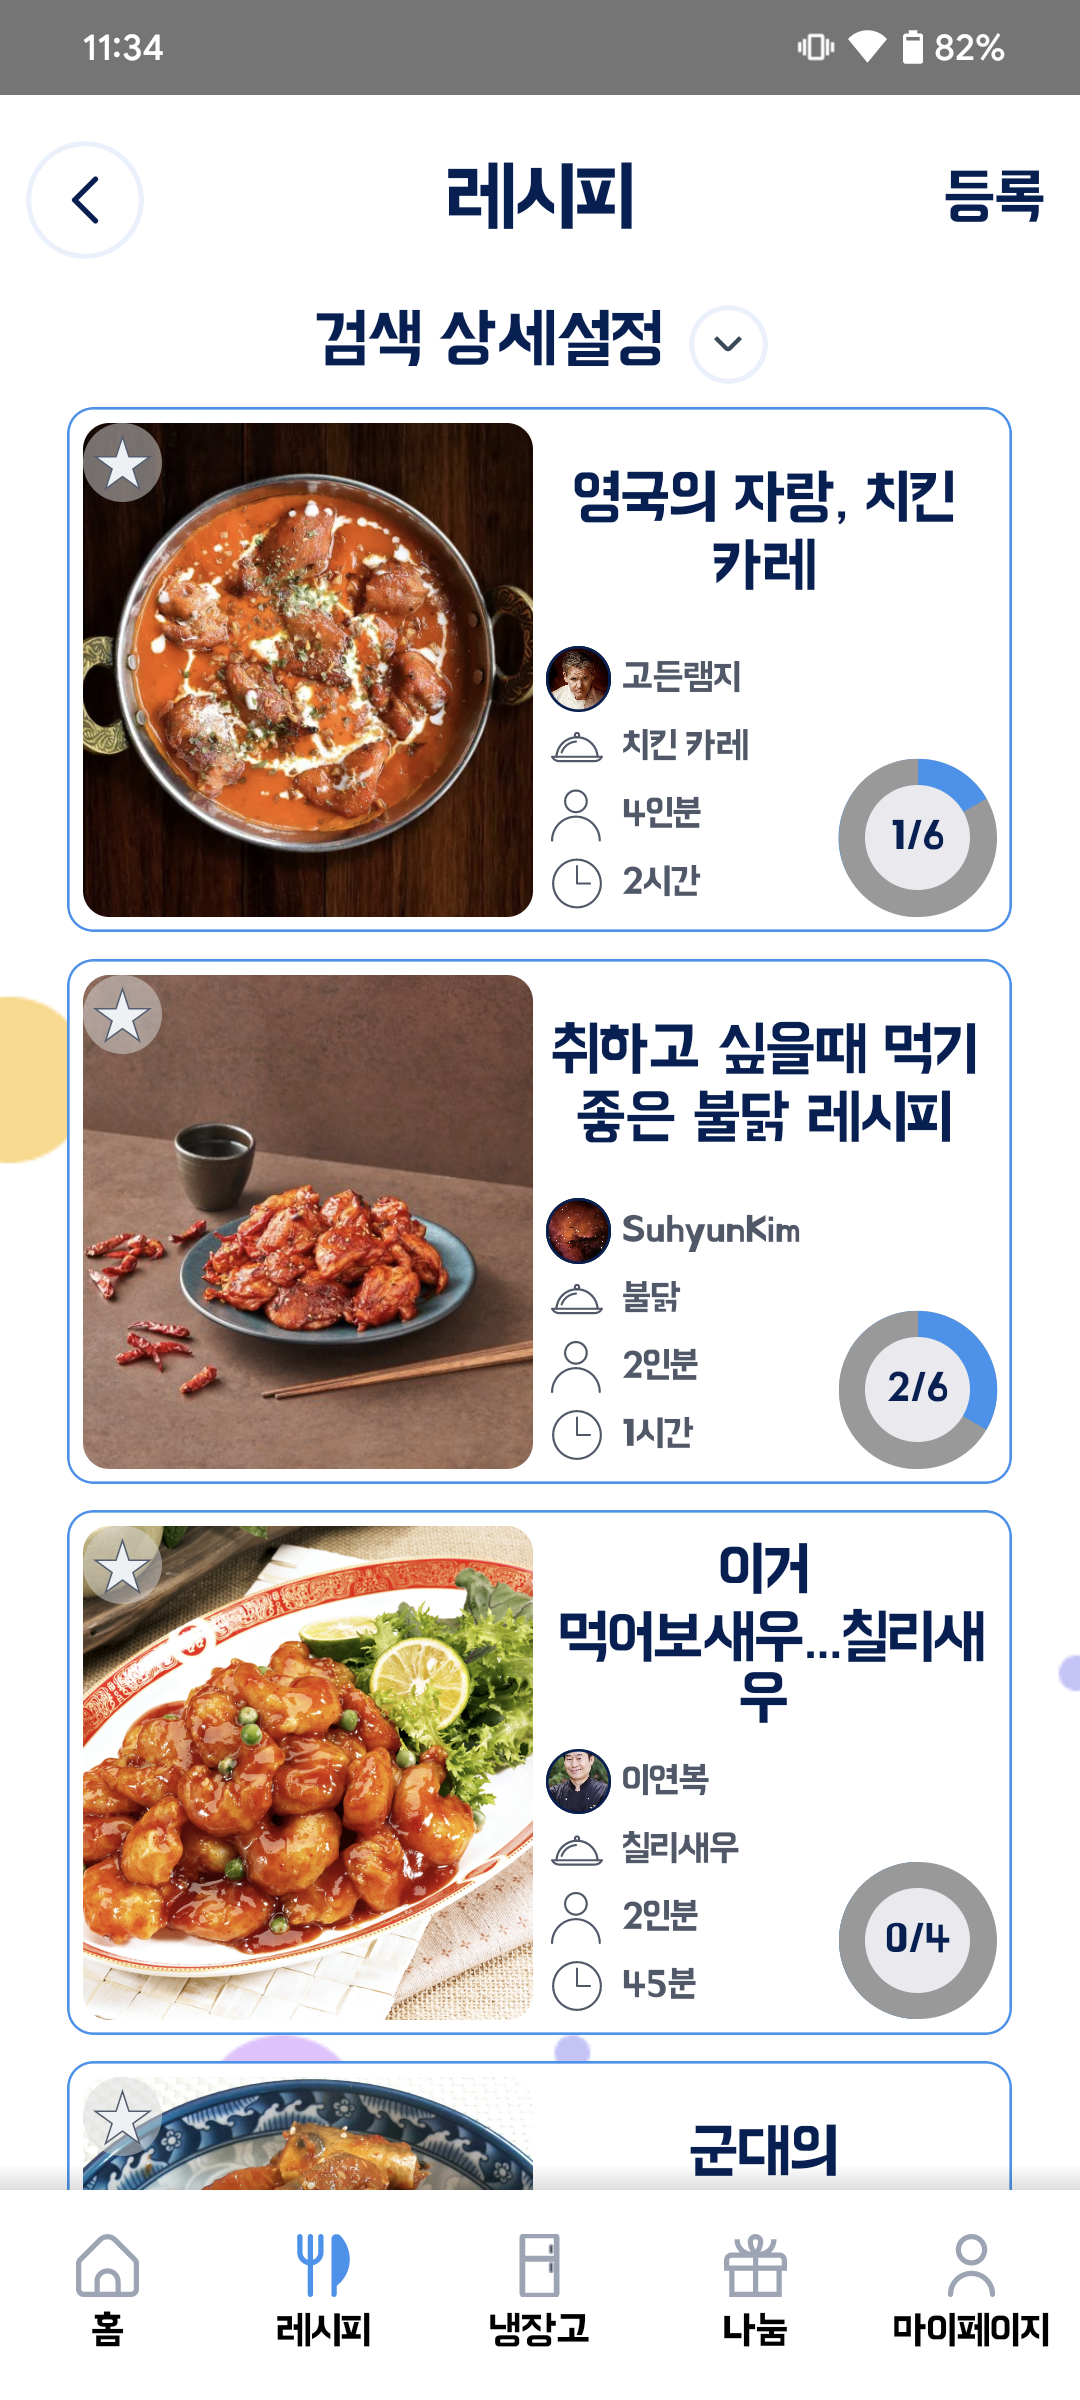 11:34
82%
레시피
등록
검색 상세설정
영국의 자랑, 치킨
카레
고든램지
치킨 카레
4인분
2시간
1/6
취하고 싶을때 먹기
좋은 불닭 레시피
SuhyunKim
불닭
2인분
1시간
2/6
이거
먹어보새우...칠리새
우
이연복
칠리새우
2인분
45분
0/4
군대의
홈
레시피
냉장고
나눔
마이페이지